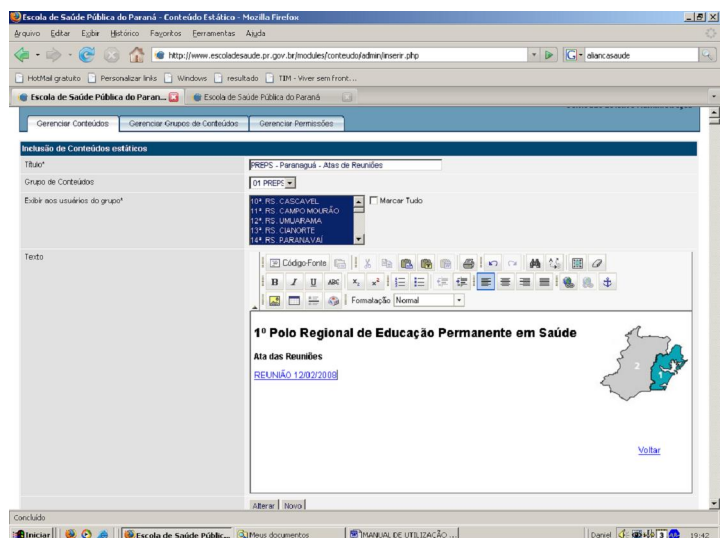 Escola de Saúde Pública do Paraná - Conteúdo Estático - Mozilla Firefox
Arquivo Editar Exibir Histórico Favoritos Ferramentas Ajuda
http://www.escoladesaude.pr.gov.br/modules/conteudo/admin/inserir.php
aliancasaude
HotMail gratuito Personalizar links Windows resultado TIM - Viver sem front...
Escola de Saúde Pública do Paran... Escola de Saúde Pública do Paraná
Gerenciar Conteúdos Gerenciar Grupos de Conteúdos Gerenciar Permissões
Inclusão de Conteúdos estáticos
Título* PREPS - Paranaguá - Atas de Reuniões
Grupo de Conteúdos 01 PREPS
Exibir aos usuários do grupo* 10ª. RS. CASCAVEL Marcar Tudo
11ª. RS. CAMPO MOURÃO
12ª. RS. UMUARAMA
13ª. RS. CIANORTE
14ª. RS. PARANAVAÍ
Texto
Código-Fonte
B I U ABC x₂ x²
Formatação Normal
1º Polo Regional de Educação Permanente em Saúde
Ata das Reuniões
REUNIÃO 12/02/2008
2
1
Voltar
Alterar Novo
Concluído
Iniciar Escola de Saúde Públic... Meus documentos MANUAL DE UTILIZAÇÃO ... Daniel 3 19:42